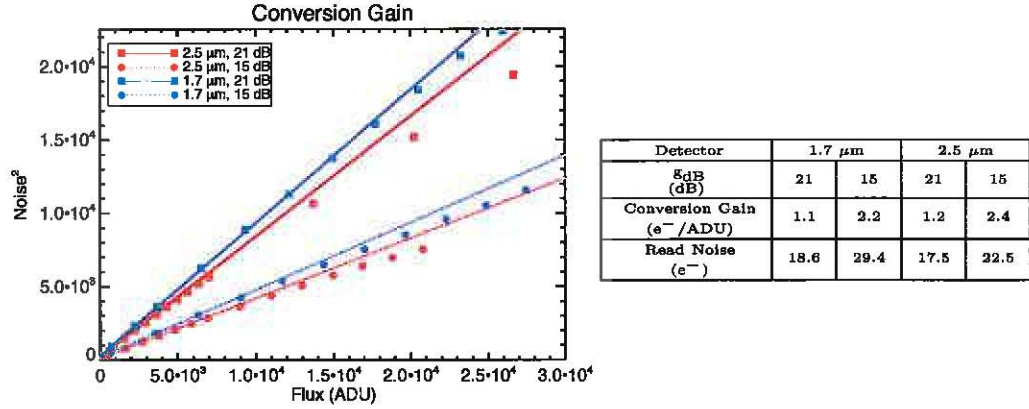 Conversion Gain
2.5 μm, 21 dB
2.5 μm, 15 dB
1.7 μm, 21 dB
1.7 μm, 15 dB
2.0•10⁴
1.5•10⁴
1.0•10⁴
5.0•10³
0
Noise²
0 5.0•10³ 1.0•10⁴ 1.5•10⁴ 2.0•10⁴ 2.5•10⁴ 3.0•10⁴
Flux (ADU)
Detector 1.7 μm 2.5 μm
gdB (dB) 21 15 21 15
Conversion Gain (e⁻/ADU) 1.1 2.2 1.2 2.4
Read Noise (e⁻) 18.6 29.4 17.5 22.5